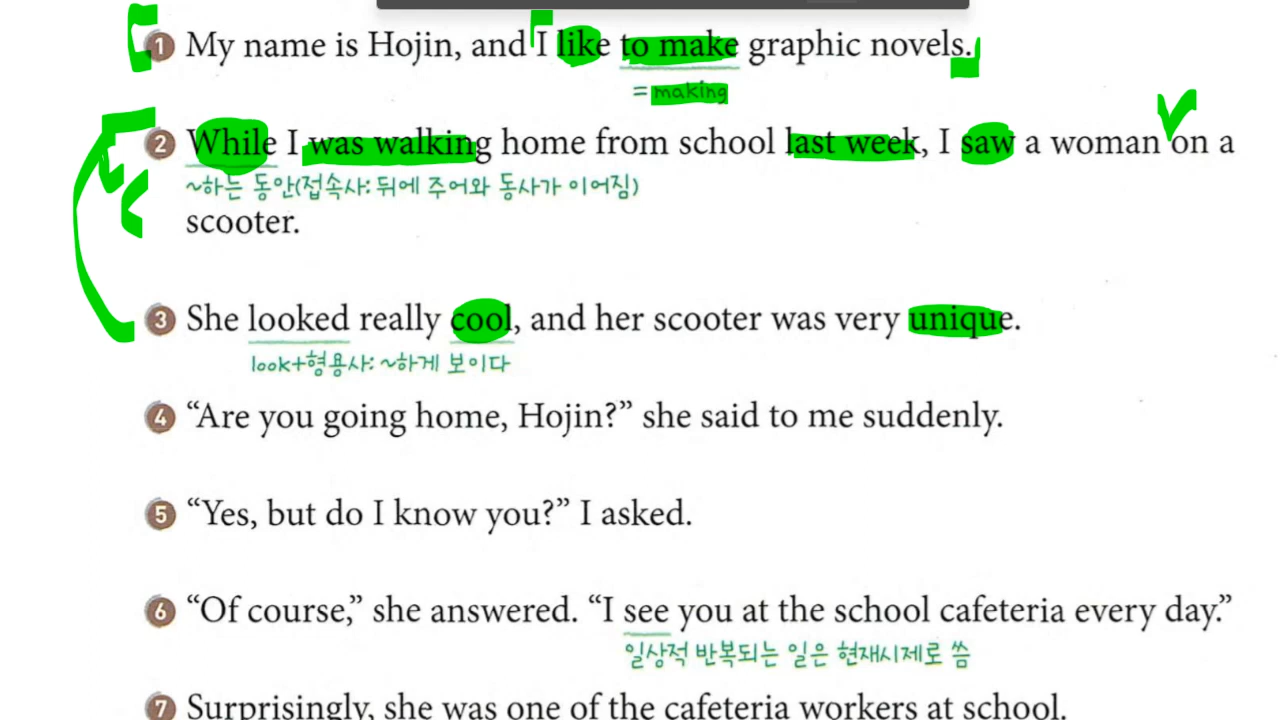 1 My name is Hojin, and I like to make graphic novels.
= making
2 While I was walking home from school last week, I saw a woman on a
~하는 동안(접속사: 뒤에 주어와 동사가 이어짐)
scooter.
3 She looked really cool, and her scooter was very unique.
look+형용사: ~하게 보이다
4 “Are you going home, Hojin?” she said to me suddenly.
5 “Yes, but do I know you?” I asked.
6 “Of course,” she answered. “I see you at the school cafeteria every day.”
일상적 반복되는 일은 현재시제로 씀
7 Surprisingly, she was one of the cafeteria workers at school.